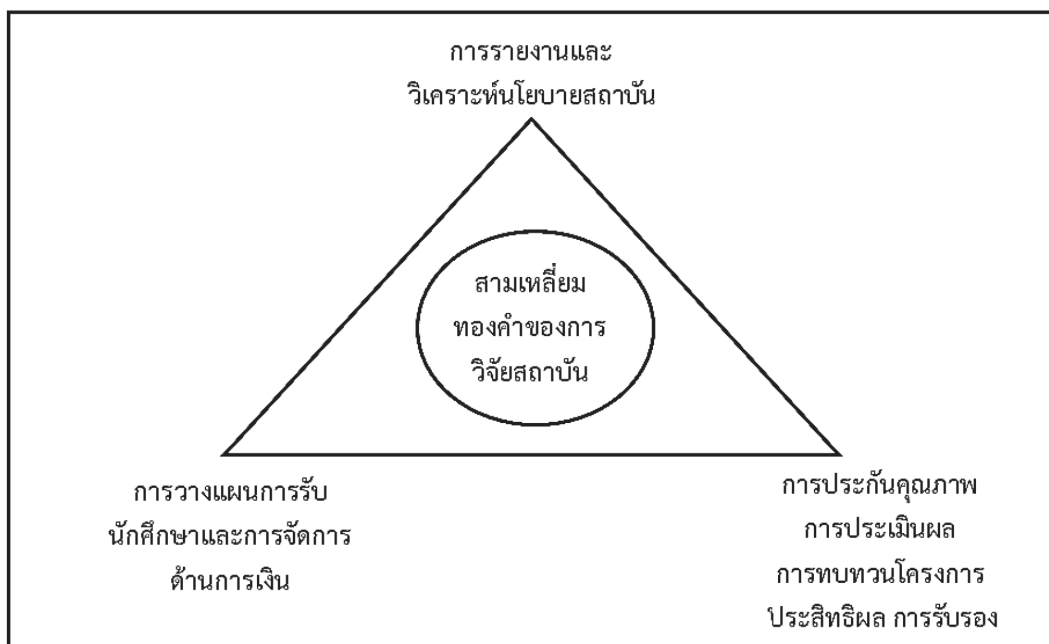 การรายงานและ
วิเคราะห์นโยบายสถาบัน
สามเหลี่ยม
ทองคำของการ
วิจัยสถาบัน
การวางแผนการรับ
นักศึกษาและการจัดการ
ด้านการเงิน
การประกันคุณภาพ
การประเมินผล
การทบทวนโครงการ
ประสิทธิผล การรับรอง